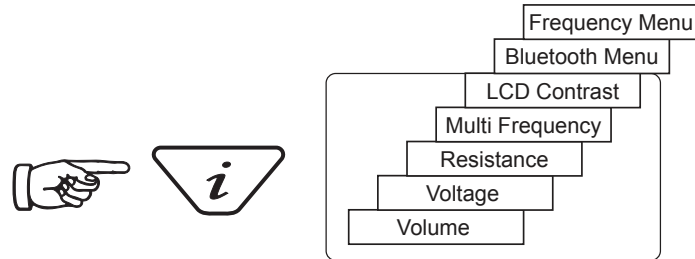 Frequency Menu
Bluetooth Menu
LCD Contrast
Multi Frequency
Resistance
i
Voltage
Volume